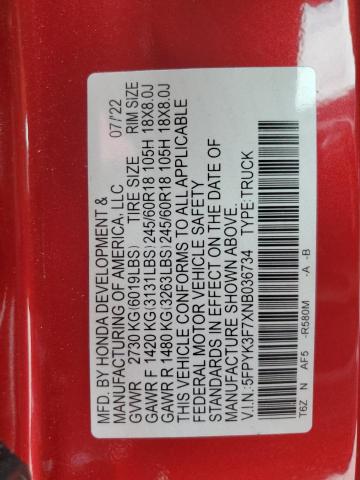 MFD. BY HONDA DEVELOPMENT & 07/'22
MANUFACTURING OF AMERICA, LLC
GVWR 2730 KG(6019LBS) TIRE SIZE RIM SIZE
GAWR F 1420 KG(3131LBS)245/60R18 105H 18X8.0J
GAWR R 1480 KG(3263LBS)245/60R18 105H 18X8.0J
THIS VEHICLE CONFORMS TO ALL APPLICABLE
FEDERAL MOTOR VEHICLE SAFETY
STANDARDS IN EFFECT ON THE DATE OF
MANUFACTURE SHOWN ABOVE.
V.I.N.:5FPYK3F7XNB036734 TYPE:TRUCK
T6Z N AF5 -R580M -A -B